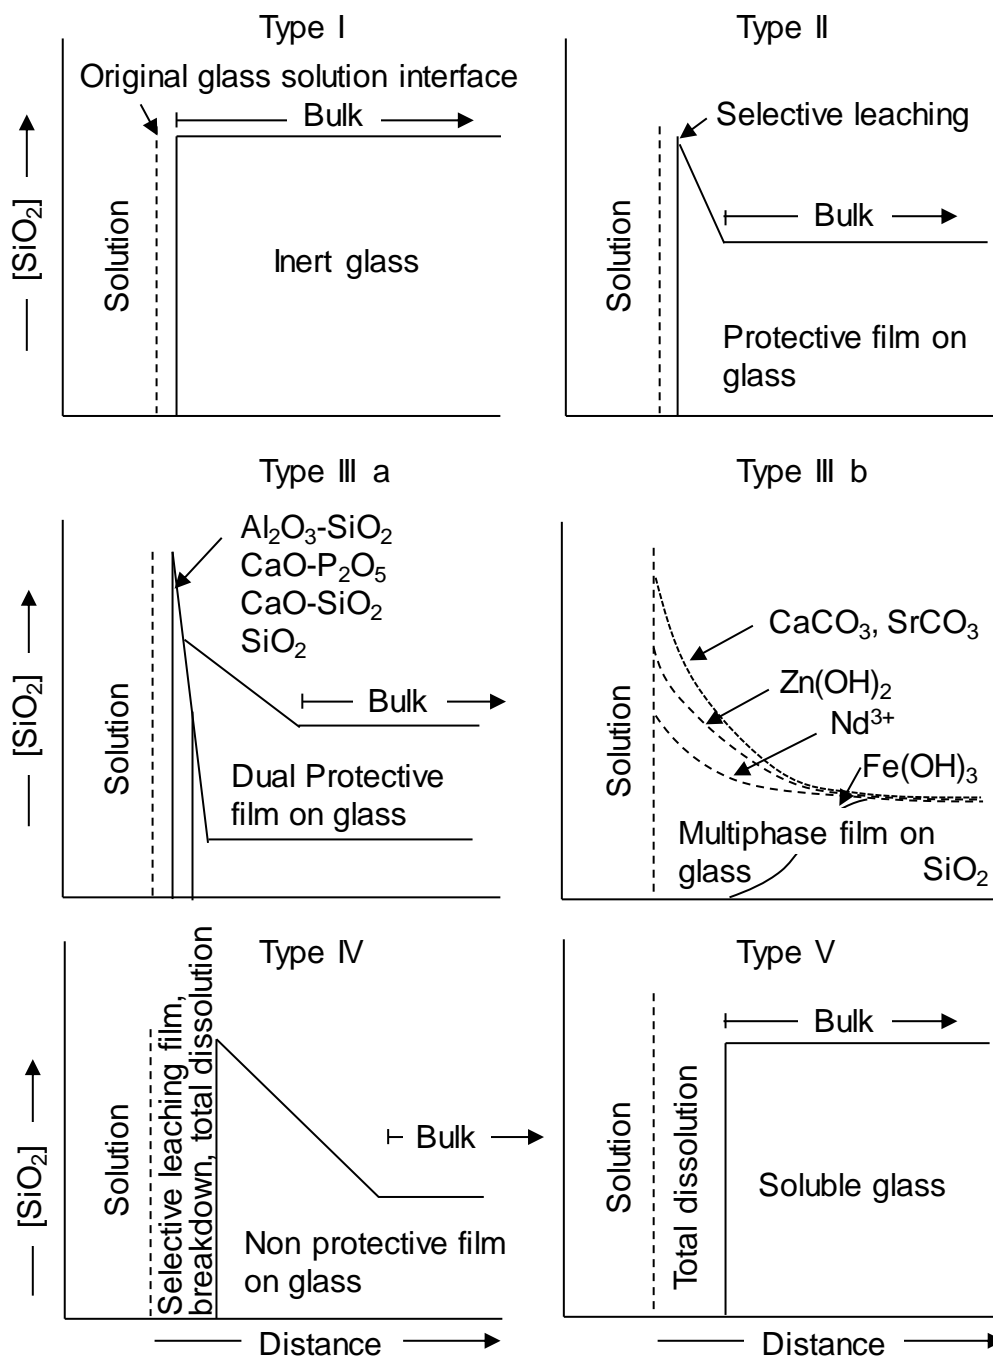 Type I
Original glass solution interface
Bulk
[SiO₂]
Solution
Inert glass
Type II
Selective leaching
Bulk
Solution
Protective film on
glass
Type III a
Al₂O₃-SiO₂
CaO-P₂O₅
CaO-SiO₂
SiO₂
[SiO₂]
Solution
Bulk
Dual Protective
film on glass
Type III b
CaCO₃, SrCO₃
Zn(OH)₂
Nd³⁺
Fe(OH)₃
Solution
Multiphase film on
glass
SiO₂
Type IV
[SiO₂]
Solution
Selective leaching film,
breakdown, total dissolution
Bulk
Non protective film
on glass
Distance
Type V
Bulk
Solution
Total dissolution
Soluble glass
Distance